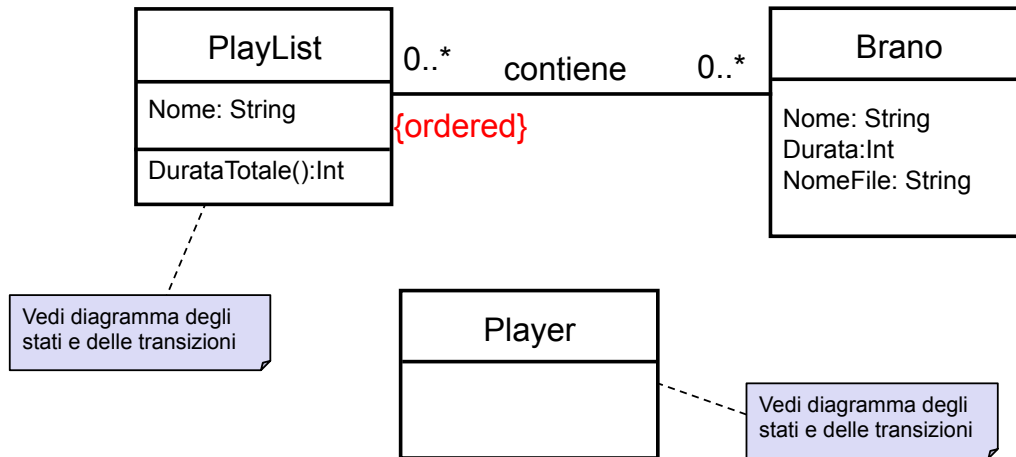 PlayList
0..*
contiene
0..*
Brano
Nome: String
{ordered}
DurataTotale():Int
Nome: String
Durata:Int
NomeFile: String
Vedi diagramma degli
stati e delle transizioni
Player
Vedi diagramma degli
stati e delle transizioni